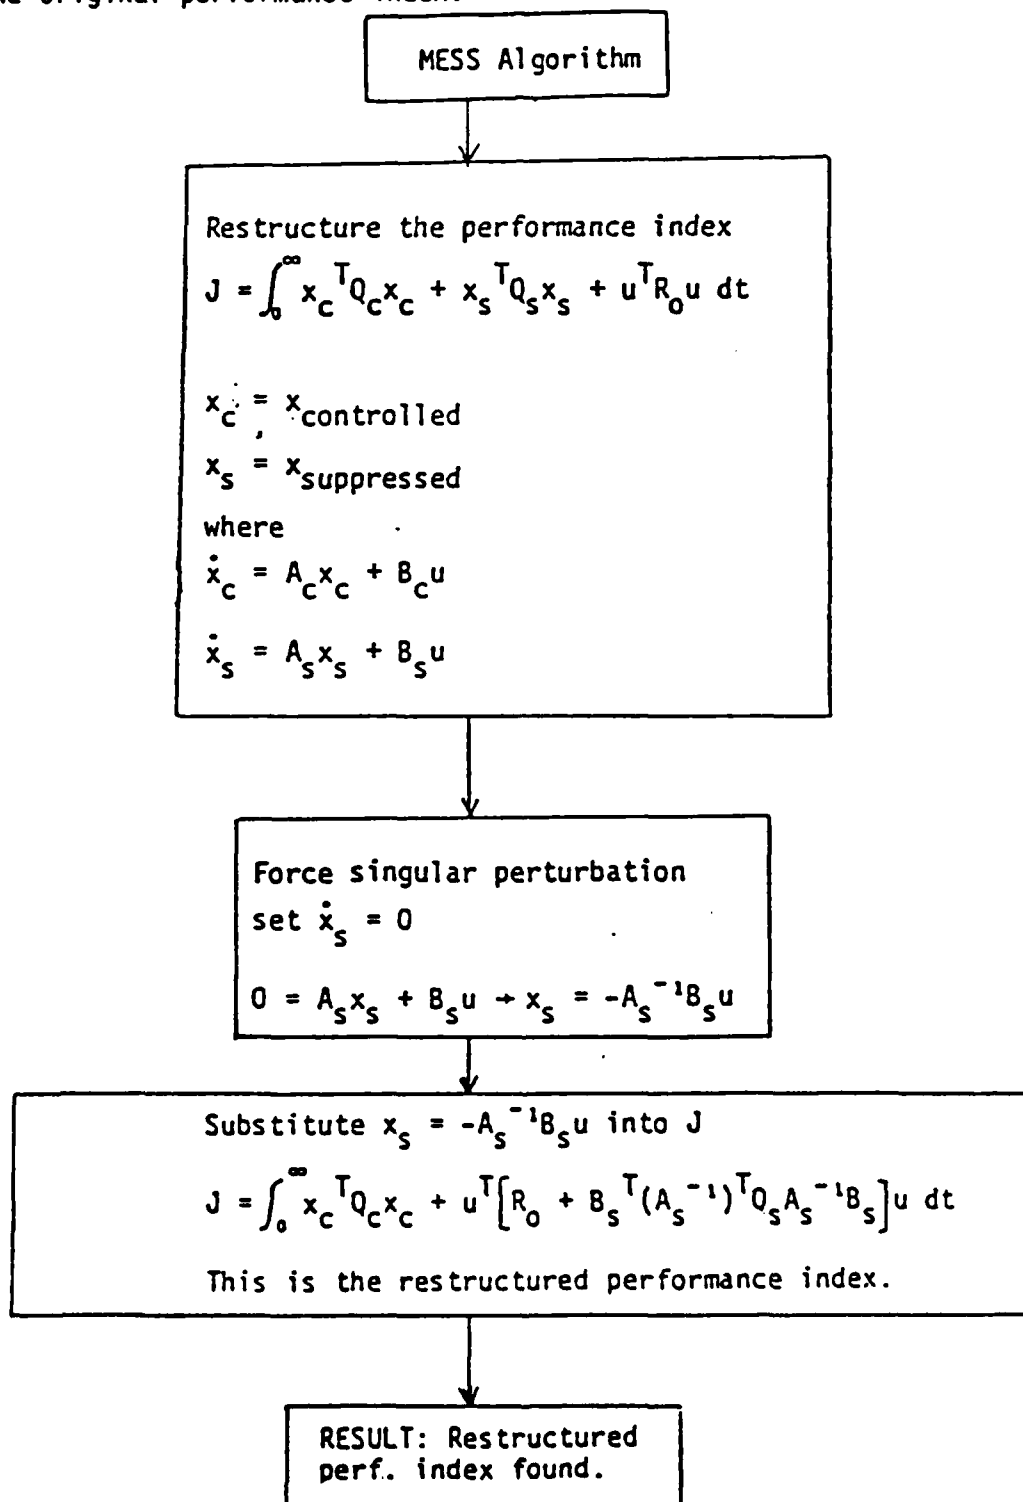 original performance index.
MESS Algorithm
Restructure the performance index
J = ∫₀^∞ x_c^T Q_c x_c + x_s^T Q_s x_s + u^T R_o u dt
x_c = x_controlled
x_s = x_suppressed
where
ẋ_c = A_c x_c + B_c u
ẋ_s = A_s x_s + B_s u
Force singular perturbation
set ẋ_s = 0
0 = A_s x_s + B_s u → x_s = -A_s^-1 B_s u
Substitute x_s = -A_s^-1 B_s u into J
J = ∫₀^∞ x_c^T Q_c x_c + u^T [R_o + B_s^T (A_s^-1)^T Q_s A_s^-1 B_s] u dt
This is the restructured performance index.
RESULT: Restructured
perf. index found.